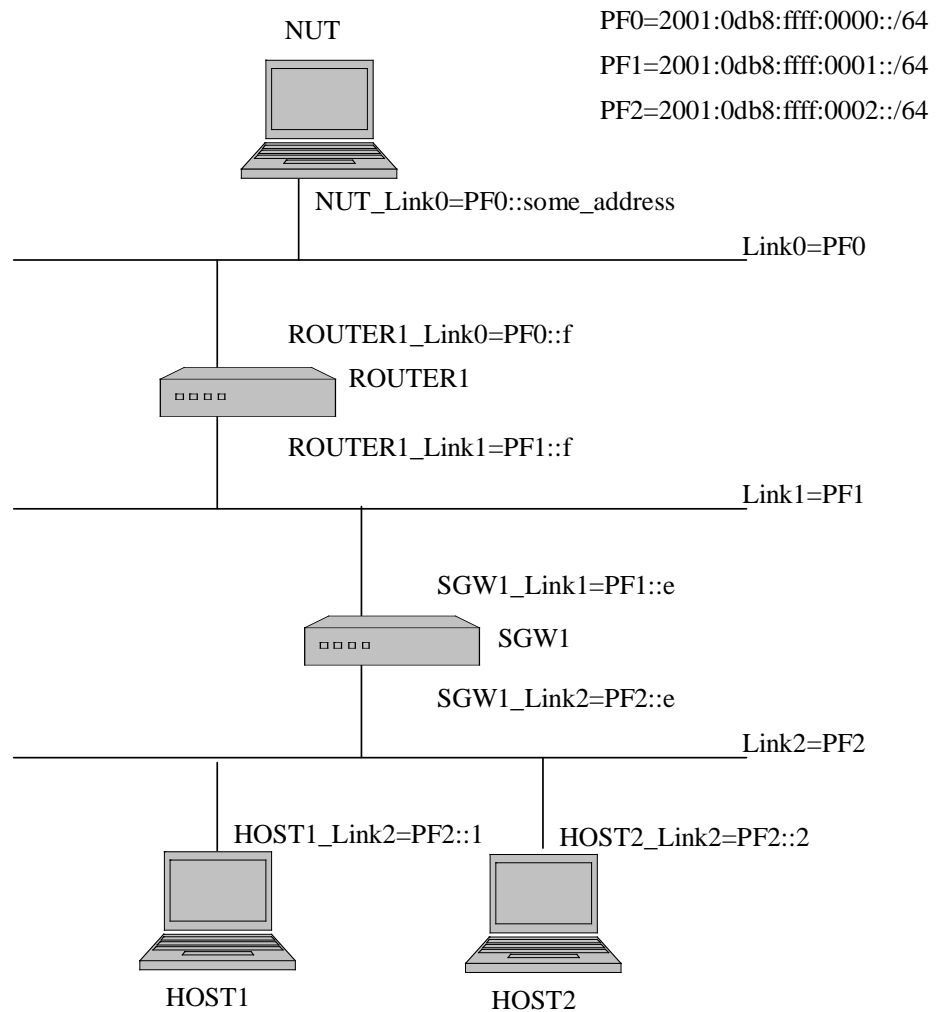 NUT
PF0=2001:0db8:ffff:0000::/64
PF1=2001:0db8:ffff:0001::/64
PF2=2001:0db8:ffff:0002::/64
NUT_Link0=PF0::some_address
Link0=PF0
ROUTER1_Link0=PF0::f
ROUTER1
ROUTER1_Link1=PF1::f
Link1=PF1
SGW1_Link1=PF1::e
SGW1
SGW1_Link2=PF2::e
Link2=PF2
HOST1_Link2=PF2::1
HOST2_Link2=PF2::2
HOST1
HOST2